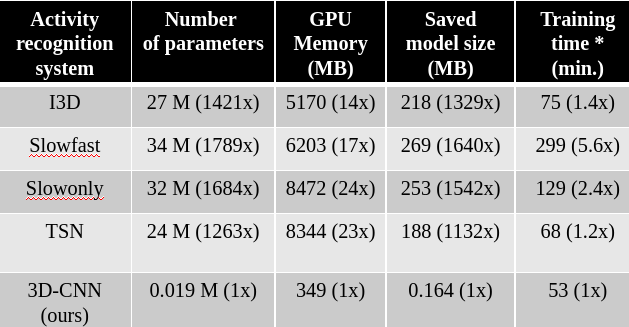 Activity recognition system | Number of parameters | GPU Memory (MB) | Saved model size (MB) | Training time * (min.)
I3D | 27 M (1421x) | 5170 (14x) | 218 (1329x) | 75 (1.4x)
Slowfast | 34 M (1789x) | 6203 (17x) | 269 (1640x) | 299 (5.6x)
Slowonly | 32 M (1684x) | 8472 (24x) | 253 (1542x) | 129 (2.4x)
TSN | 24 M (1263x) | 8344 (23x) | 188 (1132x) | 68 (1.2x)
3D-CNN (ours) | 0.019 M (1x) | 349 (1x) | 0.164 (1x) | 53 (1x)